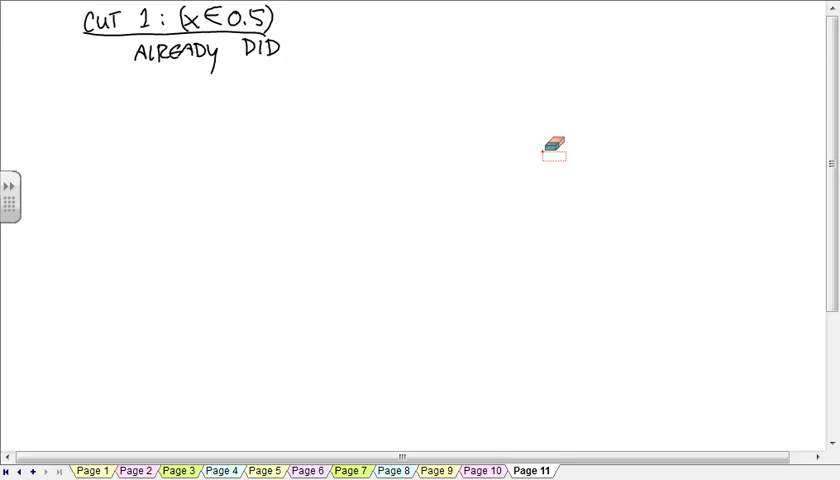 CUT 1: (x ∈ 0.5)
ALREADY DID
Page 1 Page 2 Page 3 Page 4 Page 5 Page 6 Page 7 Page 8 Page 9 Page 10 Page 11